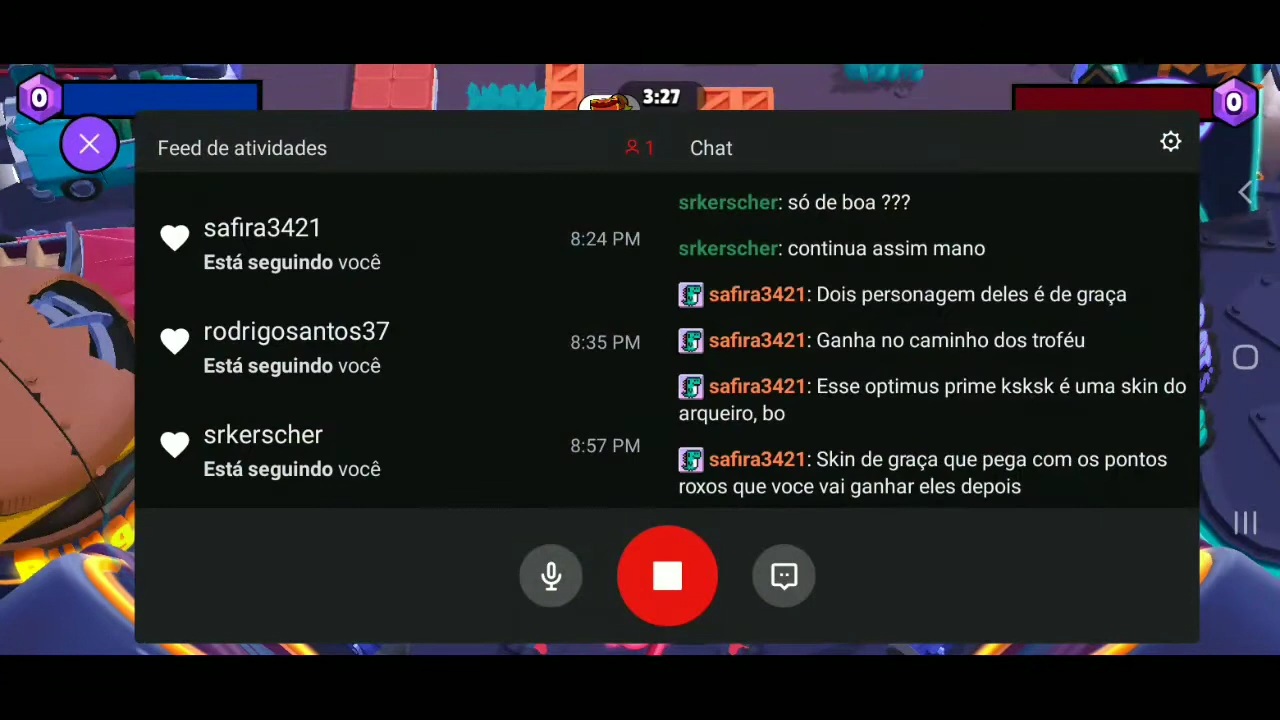 0
3:27
0
Feed de atividades
1
Chat
safira3421
Está seguindo você
8:24 PM
rodrigosantos37
Está seguindo você
8:35 PM
srkerscher
Está seguindo você
8:57 PM
srkerscher: só de boa ???
srkerscher: continua assim mano
safira3421: Dois personagem deles é de graça
safira3421: Ganha no caminho dos troféu
safira3421: Esse optimus prime ksksk é uma skin do
arqueiro, bo
safira3421: Skin de graça que pega com os pontos
roxos que voce vai ganhar eles depois